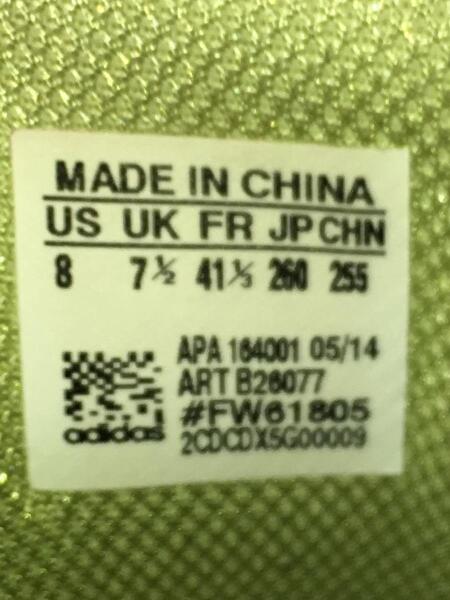 MADE IN CHINA
US UK FR JP CHN
8 7½ 41⅓ 260 255
APA 164001 05/14
ART B26077
#FW61805
2CDCDX5G00009
adidas